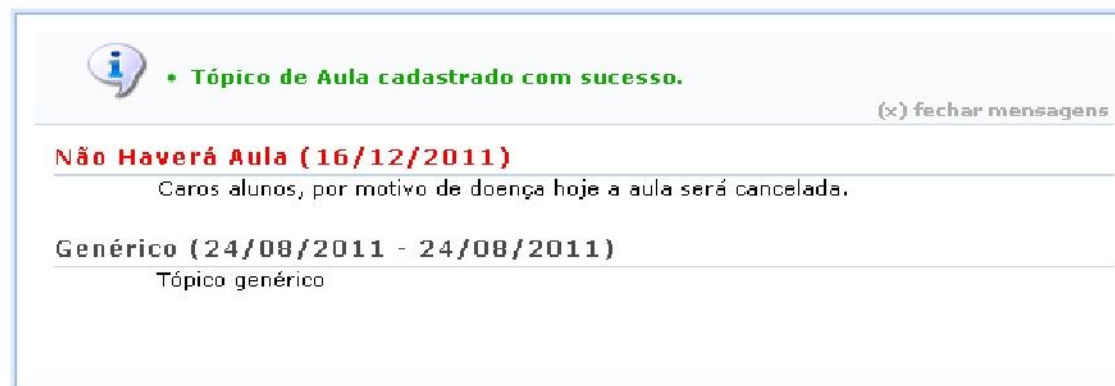 • Tópico de Aula cadastrado com sucesso.
(x) fechar mensagens
Não Haverá Aula (16/12/2011)
Caros alunos, por motivo de doença hoje a aula será cancelada.
Genérico (24/08/2011 - 24/08/2011)
Tópico genérico